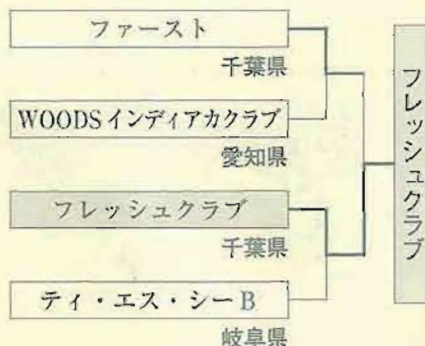 ファースト
千葉県
WOODSインディアカクラブ
愛知県
フレッシュクラブ
千葉県
ティ・エス・シーB
岐阜県
フレッシュクラブ